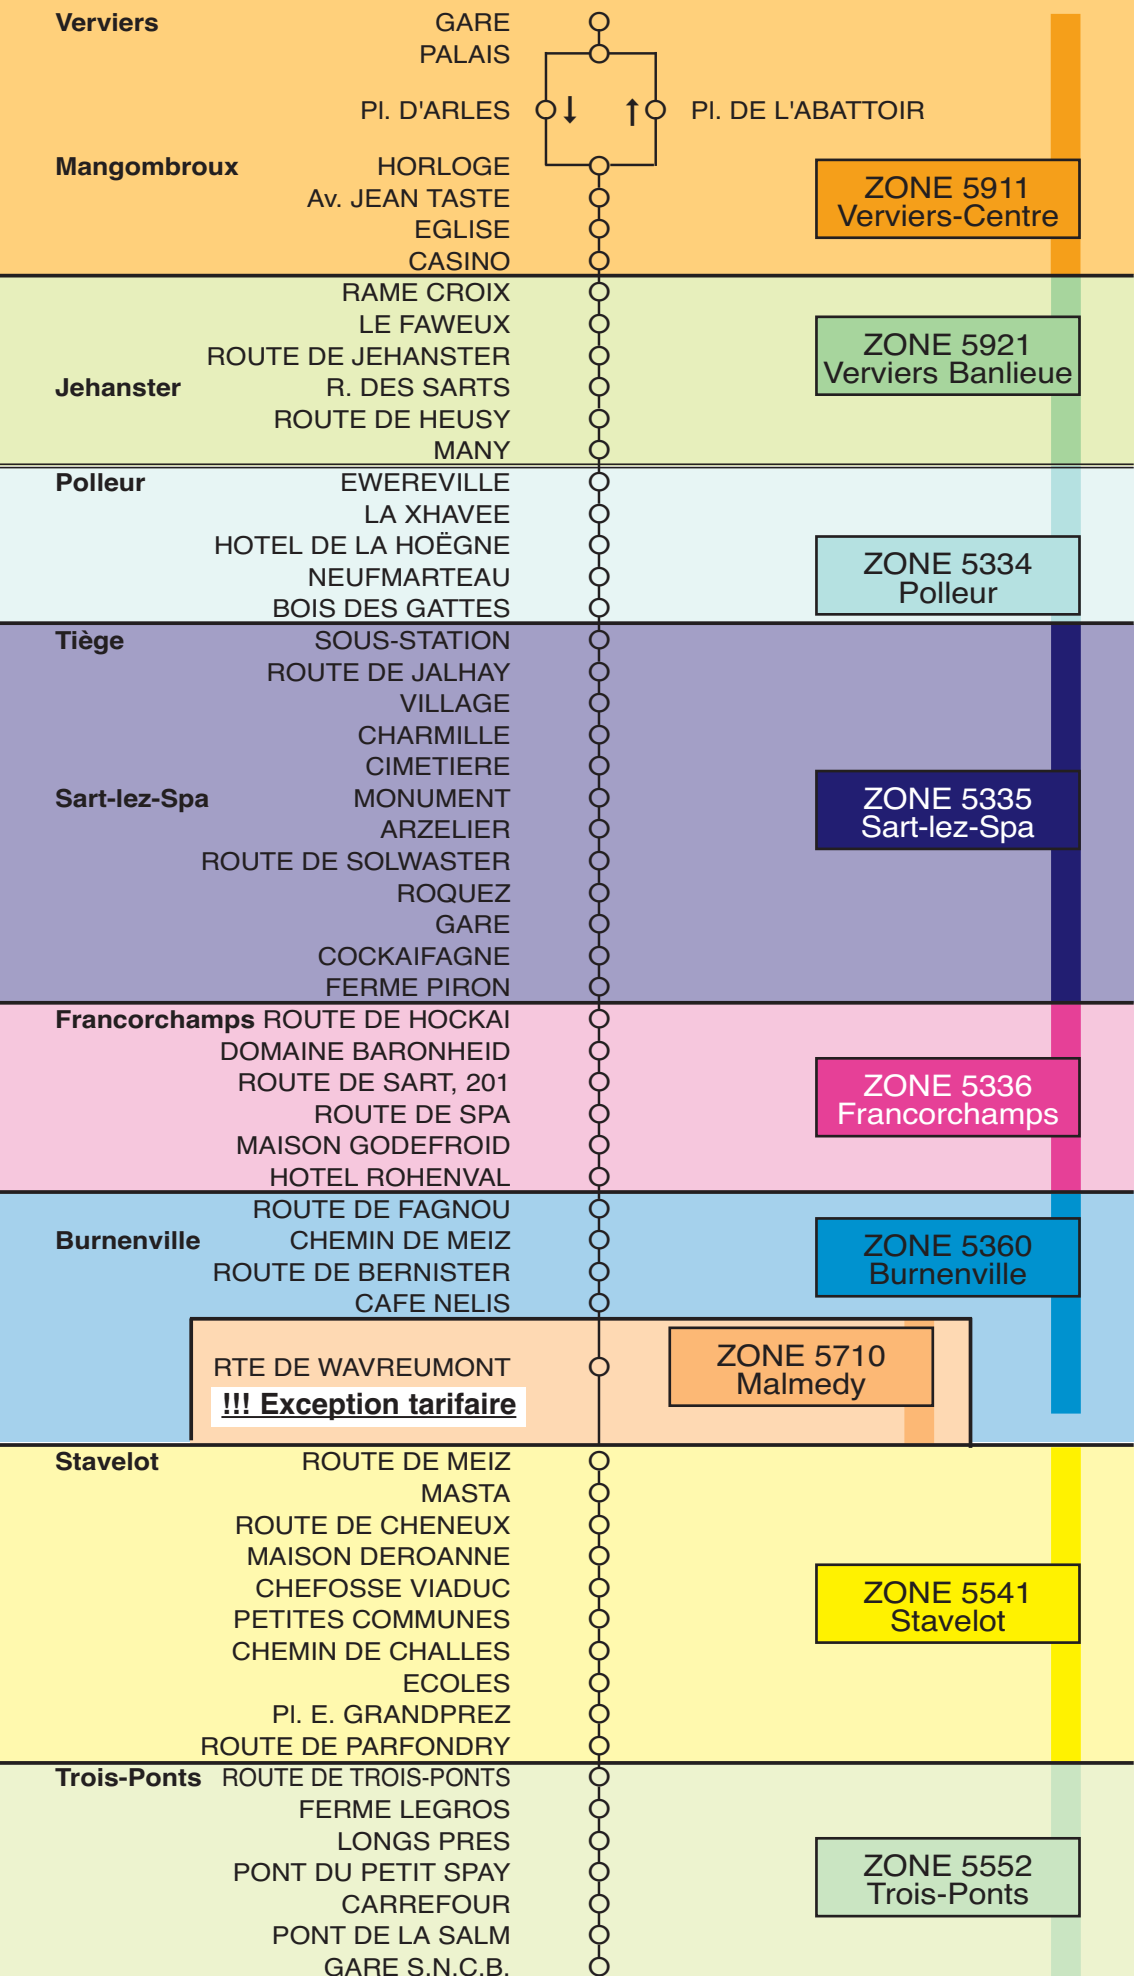 Verviers GARE
PALAIS
Pl. D'ARLES Pl. DE L'ABATTOIR
Mangombroux HORLOGE
ZONE 5911
Av. JEAN TASTE
Verviers-Centre
EGLISE
CASINO
RAME CROIX
LE FAWEUX
ZONE 5921
ROUTE DE JEHANSTER
Verviers Banlieue
Jehanster R. DES SARTS
ROUTE DE HEUSY
MANY
Polleur EWEREVILLE
LA XHAVEE
HOTEL DE LA HOËGNE
ZONE 5334
NEUFMARTEAU
Polleur
BOIS DES GATTES
Tiège SOUS-STATION
ROUTE DE JALHAY
VILLAGE
CHARMILLE
CIMETIERE
Sart-lez-Spa MONUMENT
ZONE 5335
ARZELIER
Sart-lez-Spa
ROUTE DE SOLWASTER
ROQUEZ
GARE
COCKAIFAGNE
FERME PIRON
Francorchamps ROUTE DE HOCKAI
DOMAINE BARONHEID
ROUTE DE SART, 201
ZONE 5336
ROUTE DE SPA
Francorchamps
MAISON GODEFROID
HOTEL ROHENVAL
ROUTE DE FAGNOU
Burnenville CHEMIN DE MEIZ
ZONE 5360
ROUTE DE BERNISTER
Burnenville
CAFE NELIS
RTE DE WAVREUMONT
ZONE 5710
Malmedy
!!! Exception tarifaire
Stavelot ROUTE DE MEIZ
MASTA
ROUTE DE CHENEUX
MAISON DEROANNE
CHEFOSSE VIADUC
ZONE 5541
PETITES COMMUNES
Stavelot
CHEMIN DE CHALLES
ECOLES
Pl. E. GRANDPREZ
ROUTE DE PARFONDRY
Trois-Ponts ROUTE DE TROIS-PONTS
FERME LEGROS
LONGS PRES
ZONE 5552
PONT DU PETIT SPAY
Trois-Ponts
CARREFOUR
PONT DE LA SALM
GARE S.N.C.B.